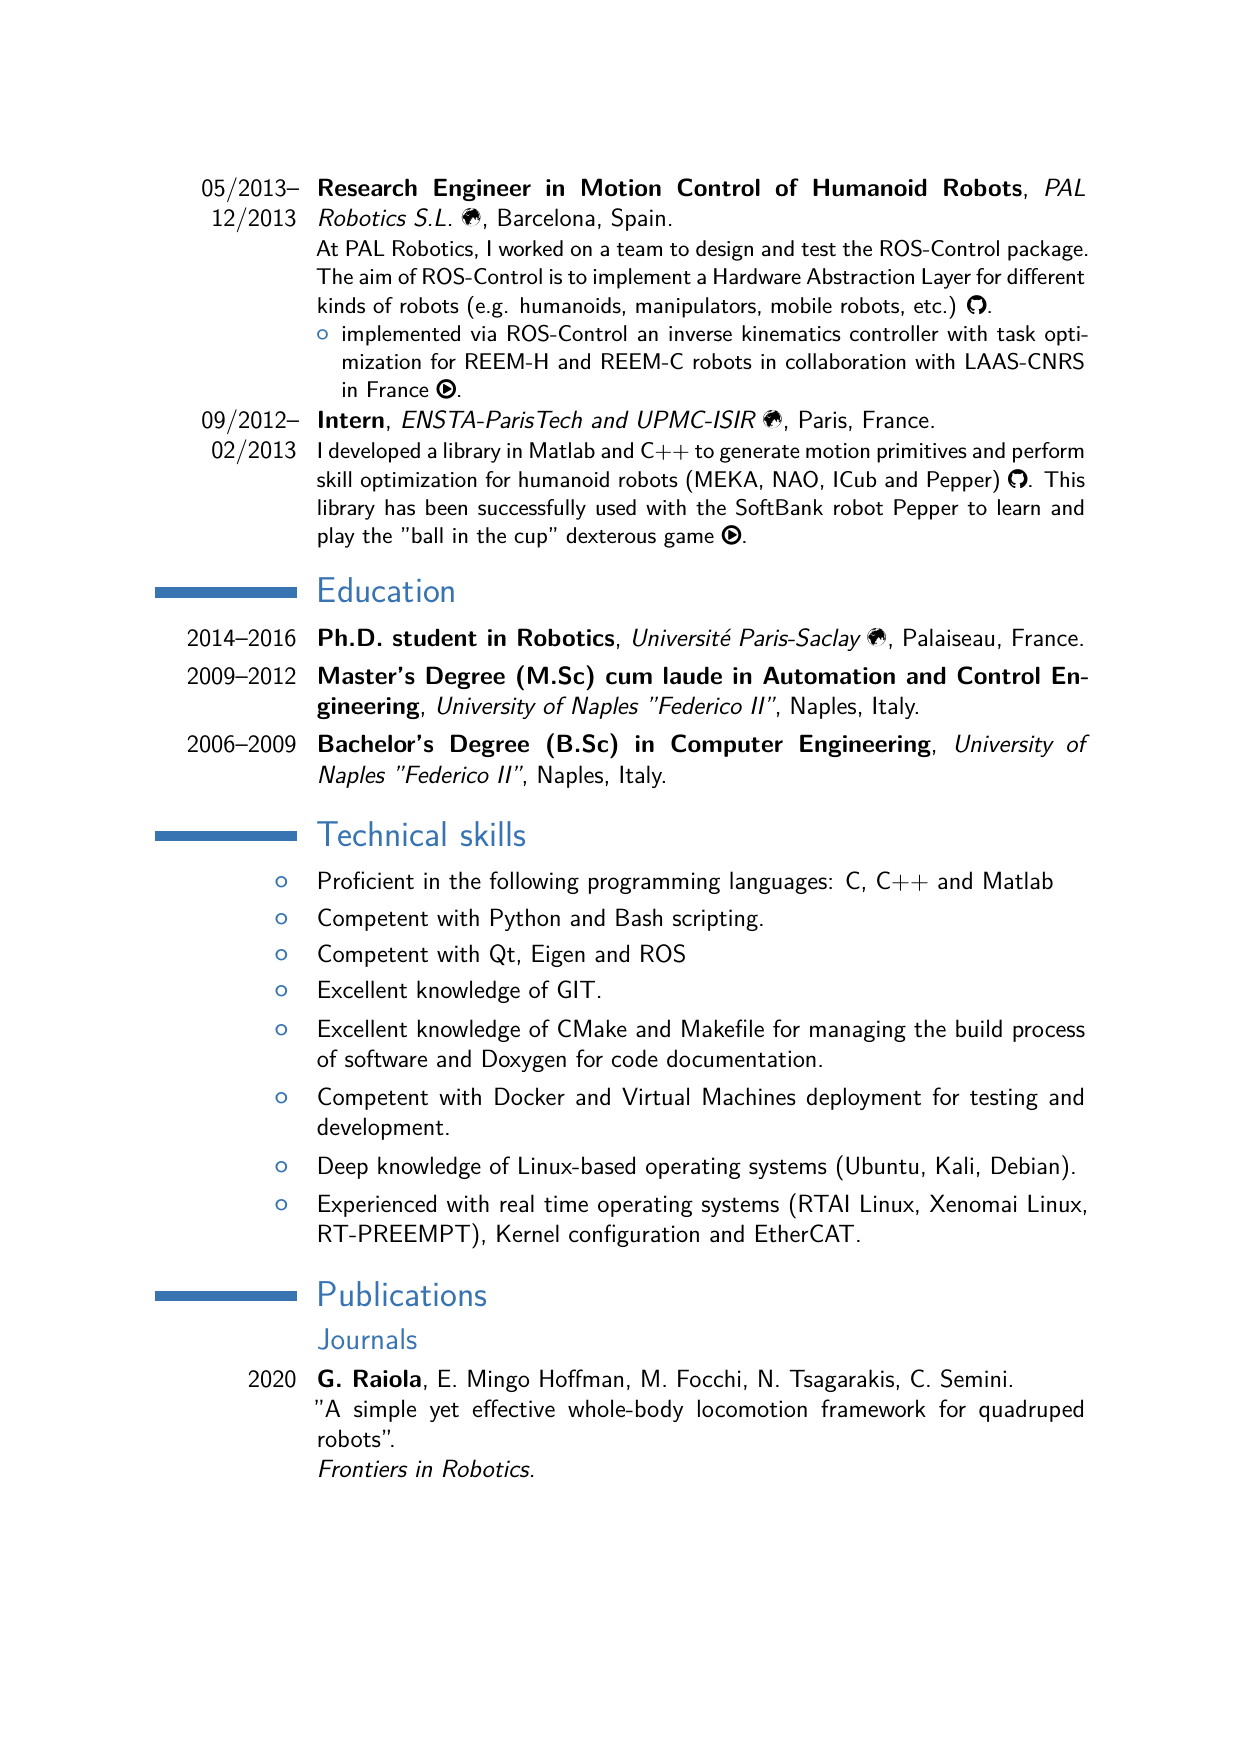 05/2013– Research Engineer in Motion Control of Humanoid Robots, PAL
12/2013 Robotics S.L. , Barcelona, Spain.
At PAL Robotics, I worked on a team to design and test the ROS-Control package.
The aim of ROS-Control is to implement a Hardware Abstraction Layer for different
kinds of robots (e.g. humanoids, manipulators, mobile robots, etc.) .
implemented via ROS-Control an inverse kinematics controller with task opti-
mization for REEM-H and REEM-C robots in collaboration with LAAS-CNRS
in France .
09/2012– Intern, ENSTA-ParisTech and UPMC-ISIR , Paris, France.
02/2013 I developed a library in Matlab and C++ to generate motion primitives and perform
skill optimization for humanoid robots (MEKA, NAO, ICub and Pepper) . This
library has been successfully used with the SoftBank robot Pepper to learn and
play the ”ball in the cup” dexterous game .
Education
2014–2016 Ph.D. student in Robotics, Université Paris-Saclay , Palaiseau, France.
2009–2012 Master’s Degree (M.Sc) cum laude in Automation and Control En-
gineering, University of Naples ”Federico II”, Naples, Italy.
2006–2009 Bachelor’s Degree (B.Sc) in Computer Engineering, University of
Naples ”Federico II”, Naples, Italy.
Technical skills
Proficient in the following programming languages: C, C++ and Matlab
Competent with Python and Bash scripting.
Competent with Qt, Eigen and ROS
Excellent knowledge of GIT.
Excellent knowledge of CMake and Makefile for managing the build process
of software and Doxygen for code documentation.
Competent with Docker and Virtual Machines deployment for testing and
development.
Deep knowledge of Linux-based operating systems (Ubuntu, Kali, Debian).
Experienced with real time operating systems (RTAI Linux, Xenomai Linux,
RT-PREEMPT), Kernel configuration and EtherCAT.
Publications
Journals
2020 G. Raiola, E. Mingo Hoffman, M. Focchi, N. Tsagarakis, C. Semini.
”A simple yet effective whole-body locomotion framework for quadruped
robots”.
Frontiers in Robotics.